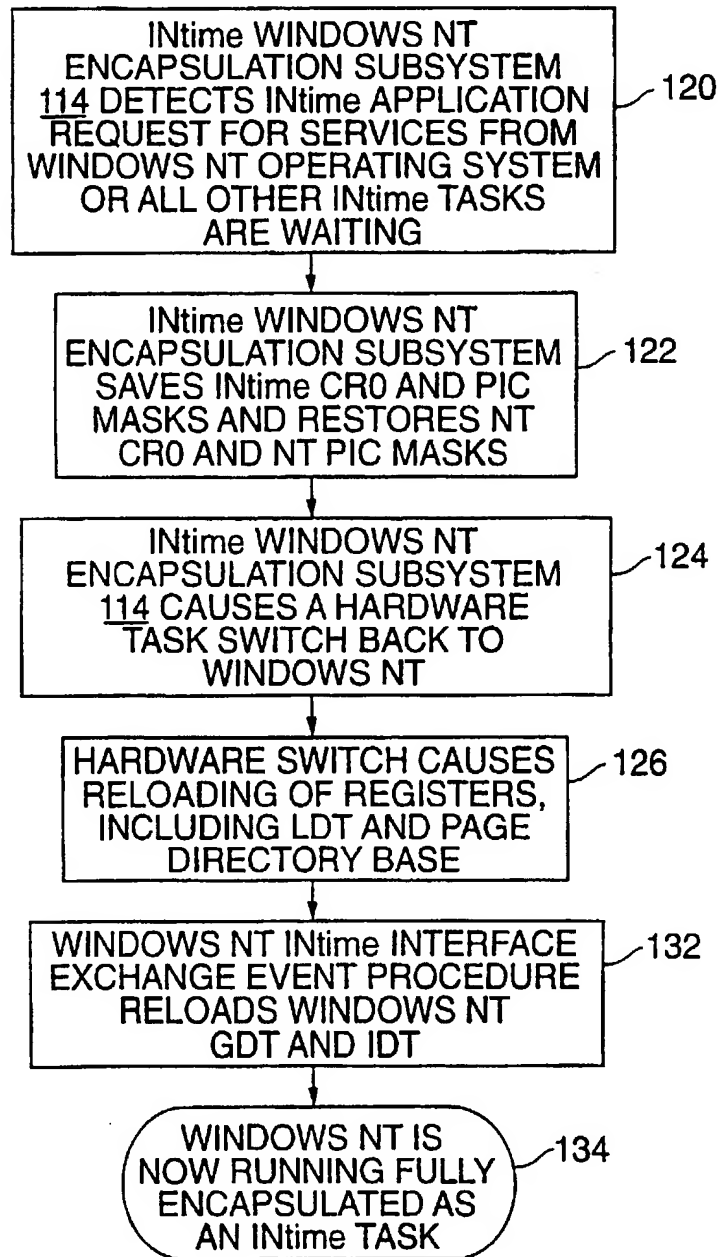 INtime WINDOWS NT
ENCAPSULATION SUBSYSTEM
114 DETECTS INtime APPLICATION
REQUEST FOR SERVICES FROM
WINDOWS NT OPERATING SYSTEM
OR ALL OTHER INtime TASKS
ARE WAITING
120
INtime WINDOWS NT
ENCAPSULATION SUBSYSTEM
SAVES INtime CR0 AND PIC
MASKS AND RESTORES NT
CR0 AND NT PIC MASKS
122
INtime WINDOWS NT
ENCAPSULATION SUBSYSTEM
114 CAUSES A HARDWARE
TASK SWITCH BACK TO
WINDOWS NT
124
HARDWARE SWITCH CAUSES
RELOADING OF REGISTERS,
INCLUDING LDT AND PAGE
DIRECTORY BASE
126
WINDOWS NT INtime INTERFACE
EXCHANGE EVENT PROCEDURE
RELOADS WINDOWS NT
GDT AND IDT
132
WINDOWS NT IS
NOW RUNNING FULLY
ENCAPSULATED AS
AN INtime TASK
134